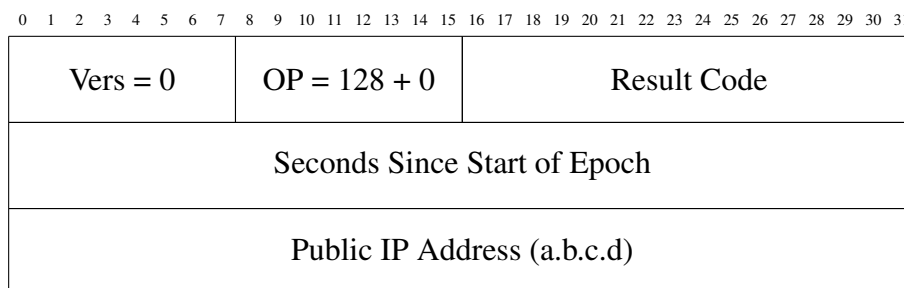 0 1 2 3 4 5 6 7 8 9 10 11 12 13 14 15 16 17 18 19 20 21 22 23 24 25 26 27 28 29 30 31
Vers = 0 OP = 128 + 0 Result Code
Seconds Since Start of Epoch
Public IP Address (a.b.c.d)